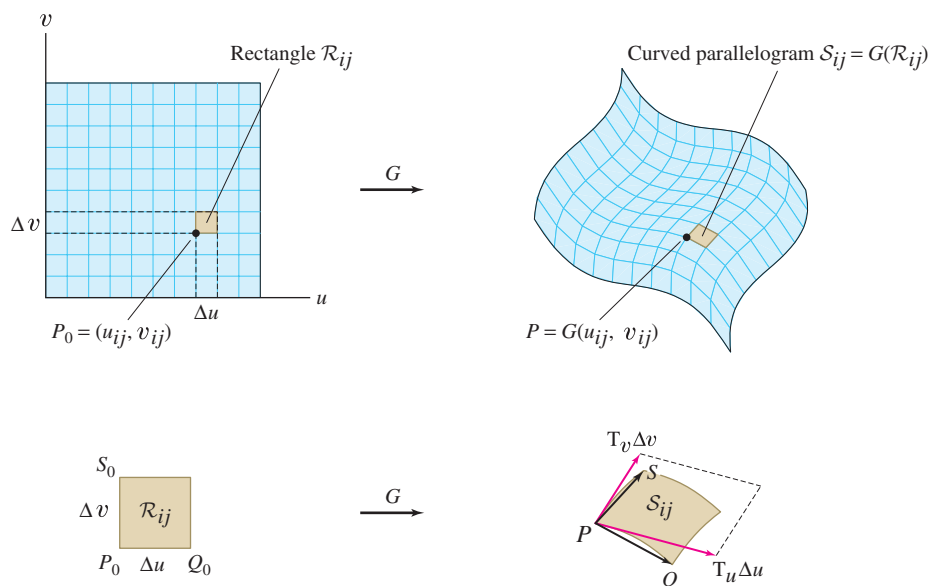 v
Rectangle ℛij
Curved parallelogram 𝒮ij = G(ℛij)
G
Δv
u
Δu
P0 = (uij, vij)
P = G(uij, vij)
Tv Δv
S0
S
G
Δv
ℛij
𝒮ij
P
P0
Δu
Q0
Tu Δu
O